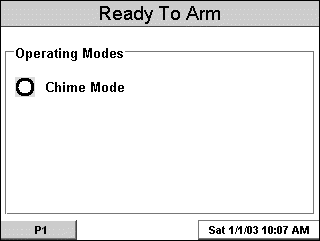 Ready To Arm
Operating Modes
Chime Mode
P1
Sat 1/1/03 10:07 AM